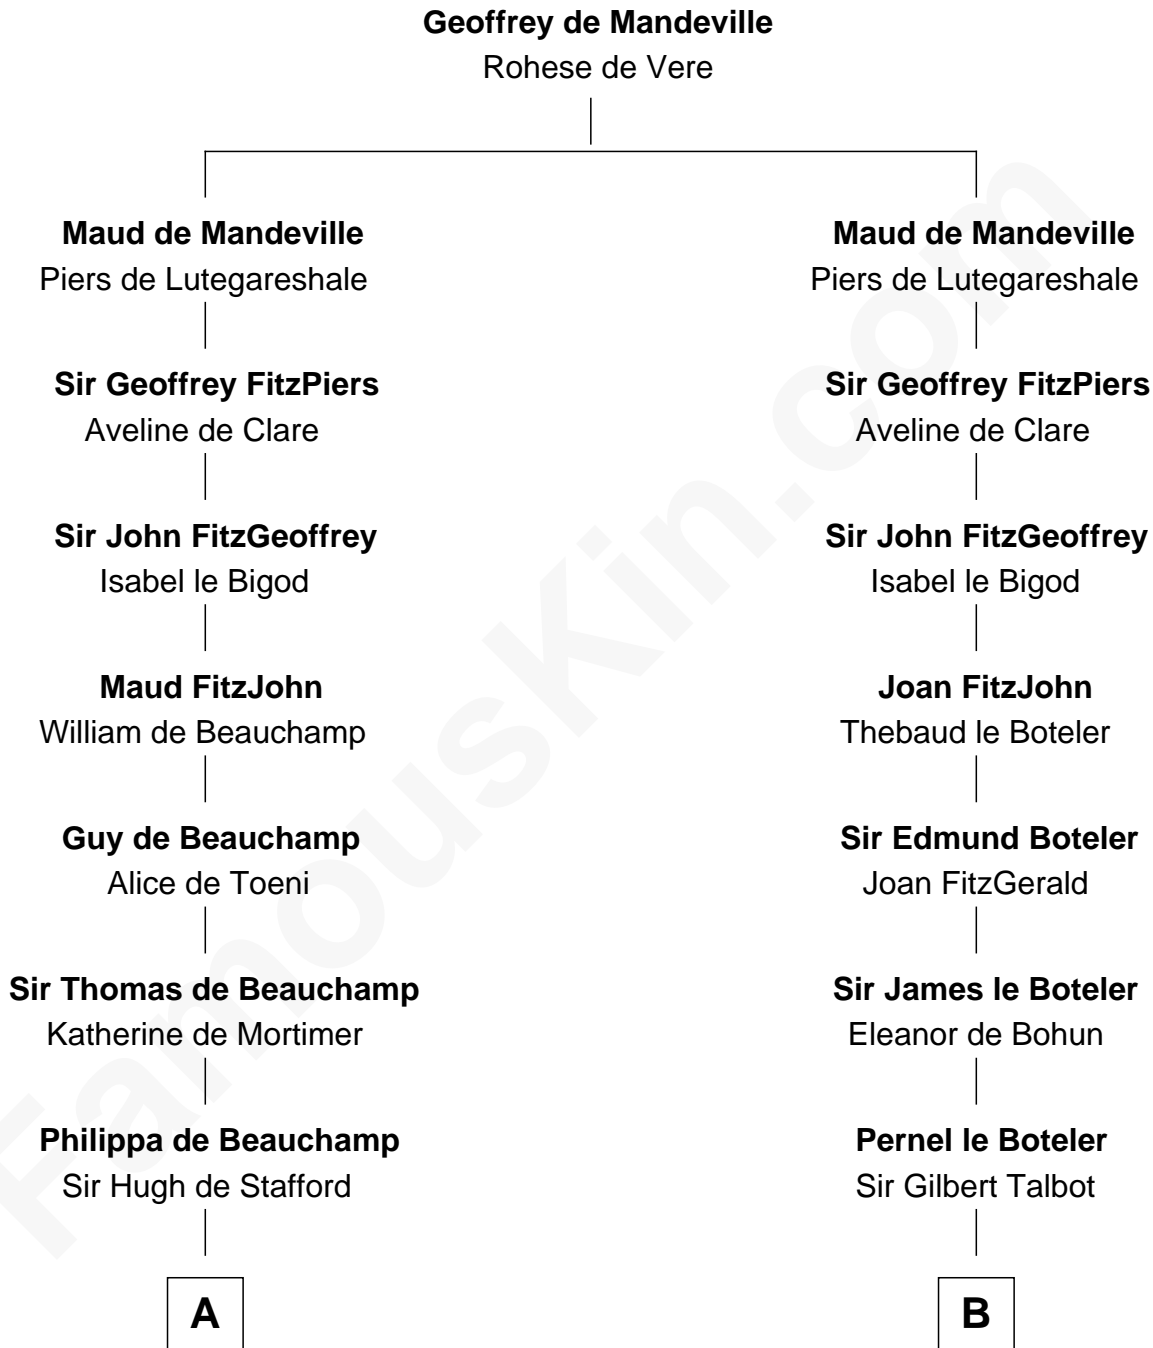 Geoffrey de Mandeville
Rohese de Vere
Maud de Mandeville
Piers de Lutegareshale
Sir Geoffrey FitzPiers
Aveline de Clare
Sir John FitzGeoffrey
Isabel le Bigod
Maud FitzJohn
William de Beauchamp
Guy de Beauchamp
Alice de Toeni
Sir Thomas de Beauchamp
Katherine de Mortimer
Philippa de Beauchamp
Sir Hugh de Stafford
A
Maud de Mandeville
Piers de Lutegareshale
Sir Geoffrey FitzPiers
Aveline de Clare
Sir John FitzGeoffrey
Isabel le Bigod
Joan FitzJohn
Thebaud le Boteler
Sir Edmund Boteler
Joan FitzGerald
Sir James le Boteler
Eleanor de Bohun
Pernel le Boteler
Sir Gilbert Talbot
B
FamousKin.com